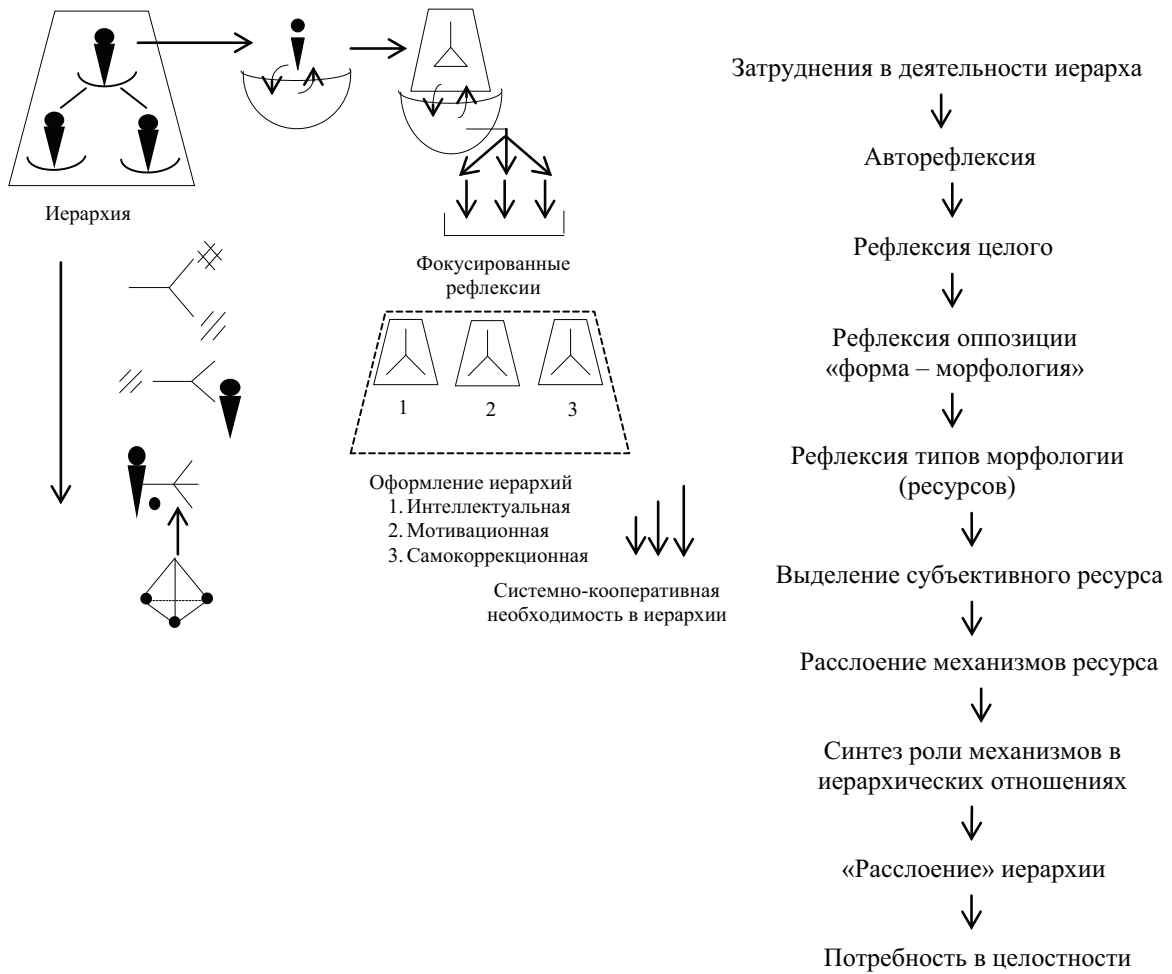 Иерархия
Фокусированные
рефлексии
1 2 3
Оформление иерархий
1. Интеллектуальная
2. Мотивационная
3. Самокоррекционная
Системно-кооперативная
необходимость в иерархии
Затруднения в деятельности иерарха
Авторефлексия
Рефлексия целого
Рефлексия оппозиции
«форма – морфология»
Рефлексия типов морфологии
(ресурсов)
Выделение субъективного ресурса
Расслоение механизмов ресурса
Синтез роли механизмов в
иерархических отношениях
«Расслоение» иерархии
Потребность в целостности